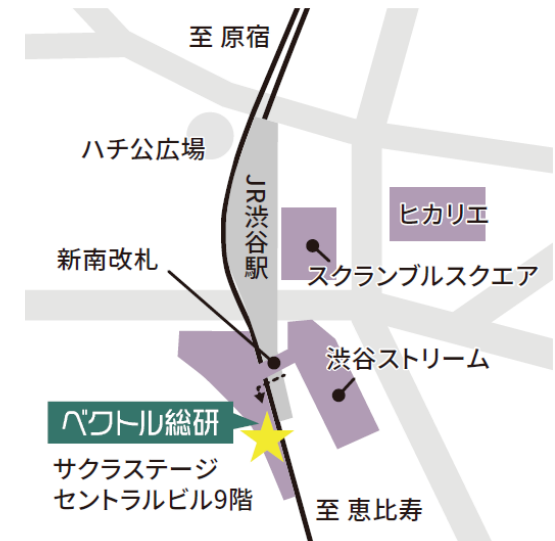 至 原宿
ハチ公広場
JR渋谷駅
ヒカリエ
新南改札
スクランブルスクエア
渋谷ストリーム
ベクトル総研
サクラステージ
セントラルビル9階
至 恵比寿